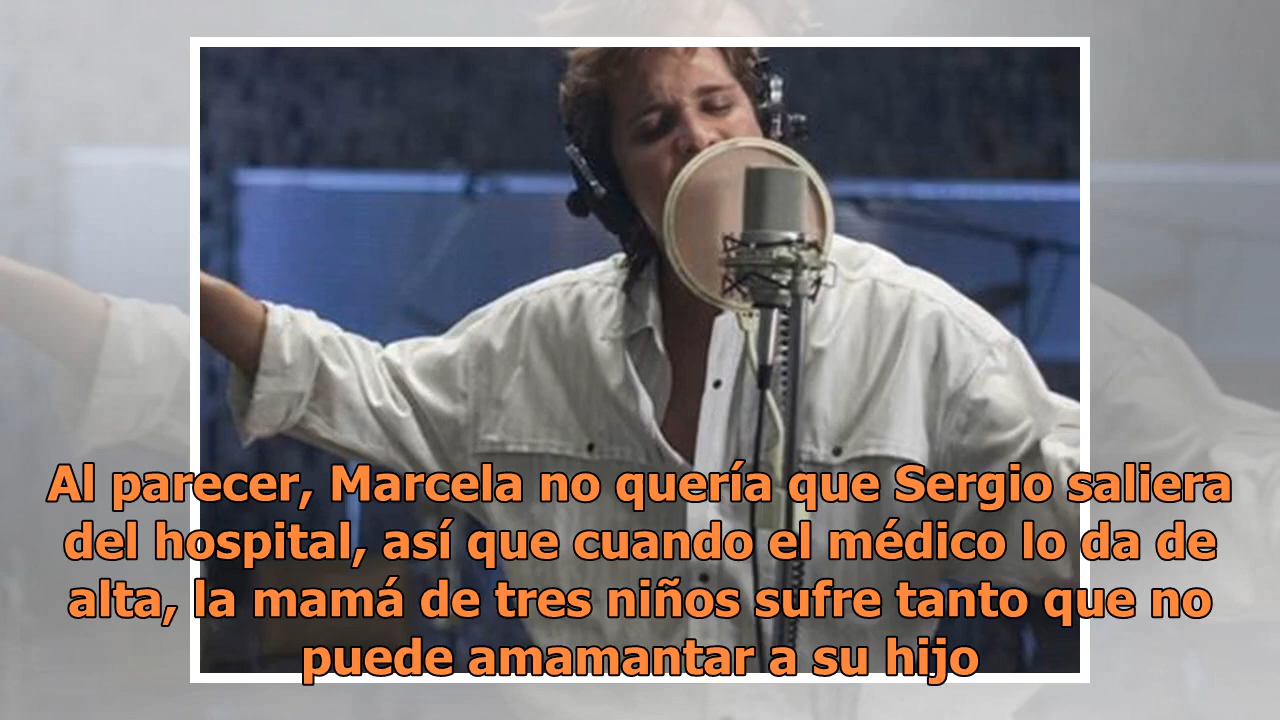 Al parecer, Marcela no quería que Sergio saliera
del hospital, así que cuando el médico lo da de
alta, la mamá de tres niños sufre tanto que no
puede amamantar a su hijo